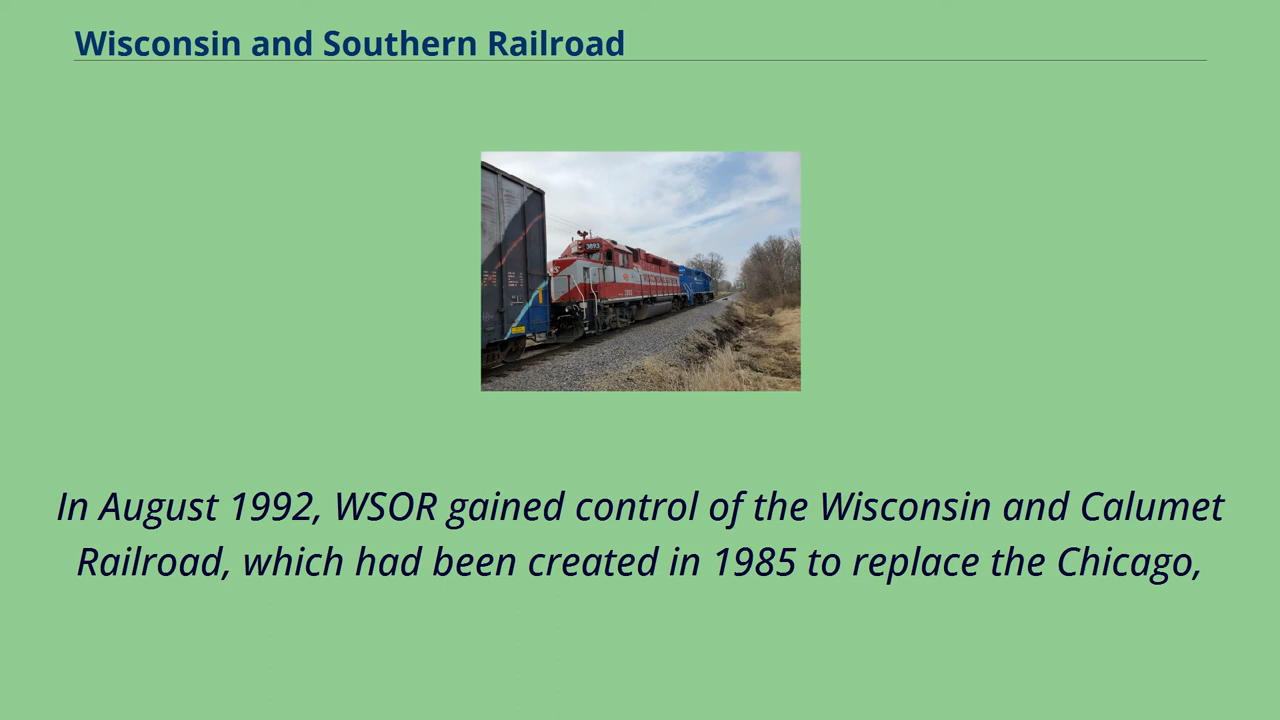 Wisconsin and Southern Railroad
3893
In August 1992, WSOR gained control of the Wisconsin and Calumet
Railroad, which had been created in 1985 to replace the Chicago,